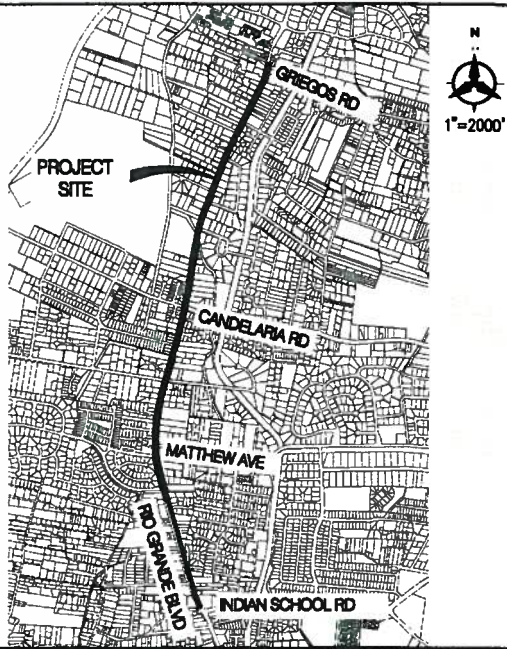 N
1"=2000'
GRIEGOS RD
PROJECT
SITE
CANDELARIA RD
MATTHEW AVE
RIO GRANDE BLVD
INDIAN SCHOOL RD